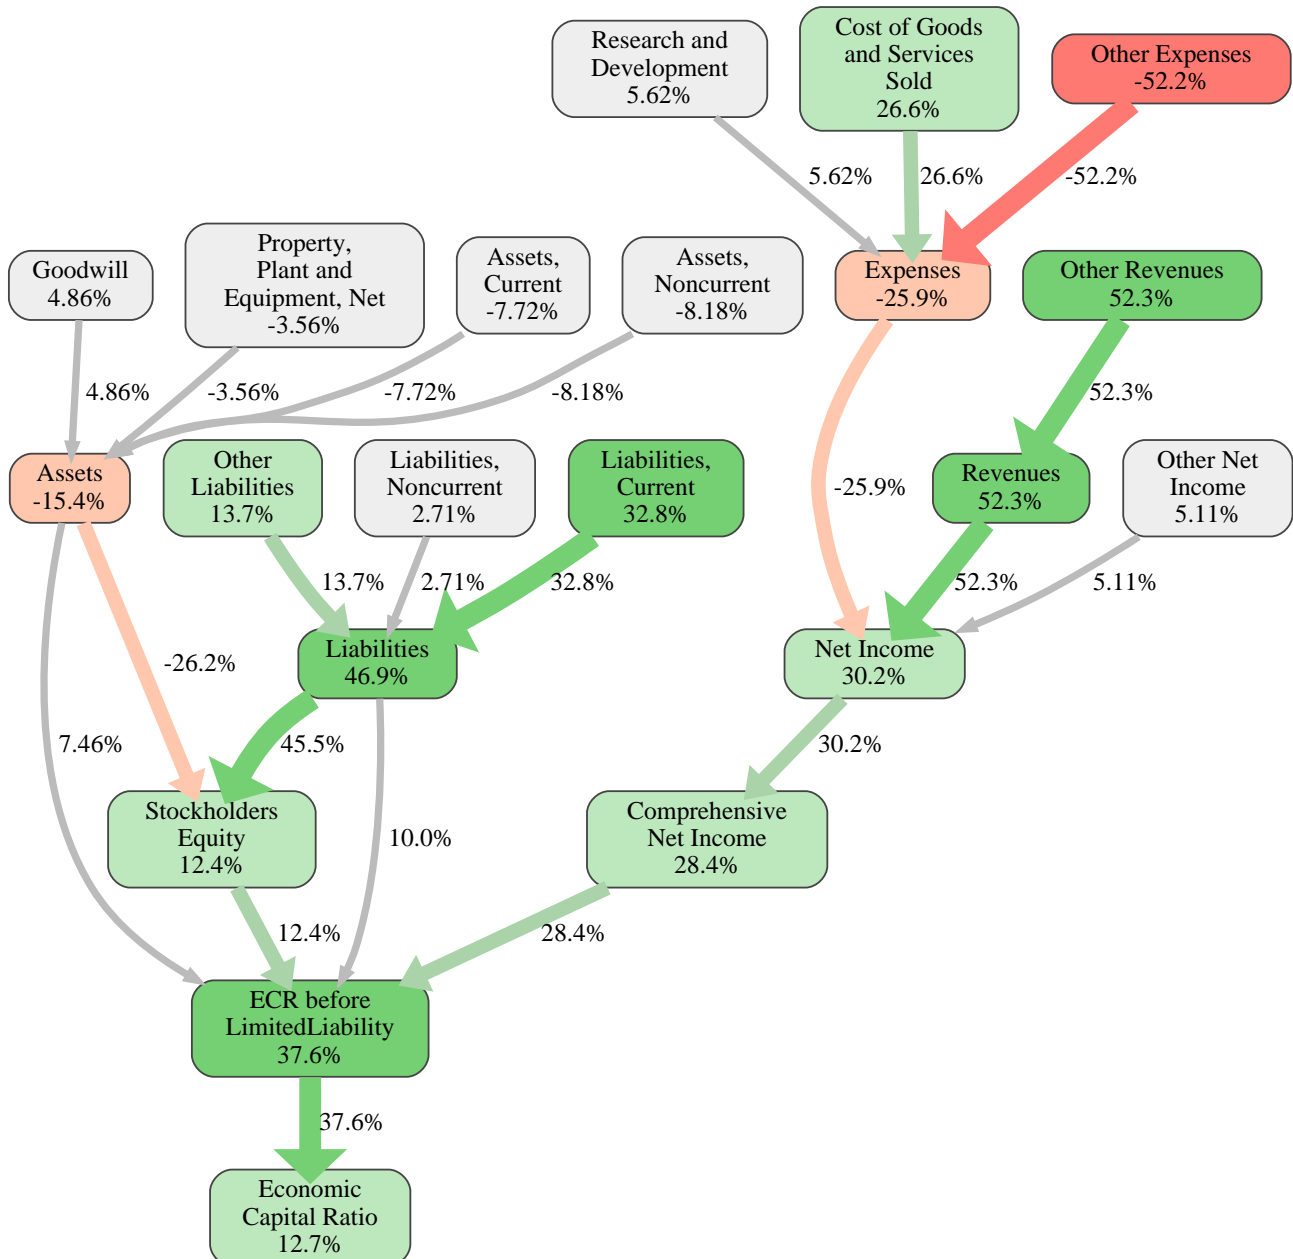 Research and
Development
5.62%
Cost of Goods
and Services
Sold
26.6%
Other Expenses
-52.2%
5.62%
26.6%
-52.2%
Goodwill
4.86%
Property,
Plant and
Equipment, Net
-3.56%
Assets,
Current
-7.72%
Assets,
Noncurrent
-8.18%
Expenses
-25.9%
Other Revenues
52.3%
4.86%
-3.56%
-7.72%
-8.18%
52.3%
Assets
-15.4%
Other
Liabilities
13.7%
Liabilities,
Noncurrent
2.71%
Liabilities,
Current
32.8%
-25.9%
Revenues
52.3%
Other Net
Income
5.11%
13.7%
2.71%
32.8%
52.3%
5.11%
-26.2%
Liabilities
46.9%
Net Income
30.2%
7.46%
45.5%
30.2%
Stockholders
Equity
12.4%
10.0%
Comprehensive
Net Income
28.4%
12.4%
28.4%
ECR before
LimitedLiability
37.6%
37.6%
Economic
Capital Ratio
12.7%